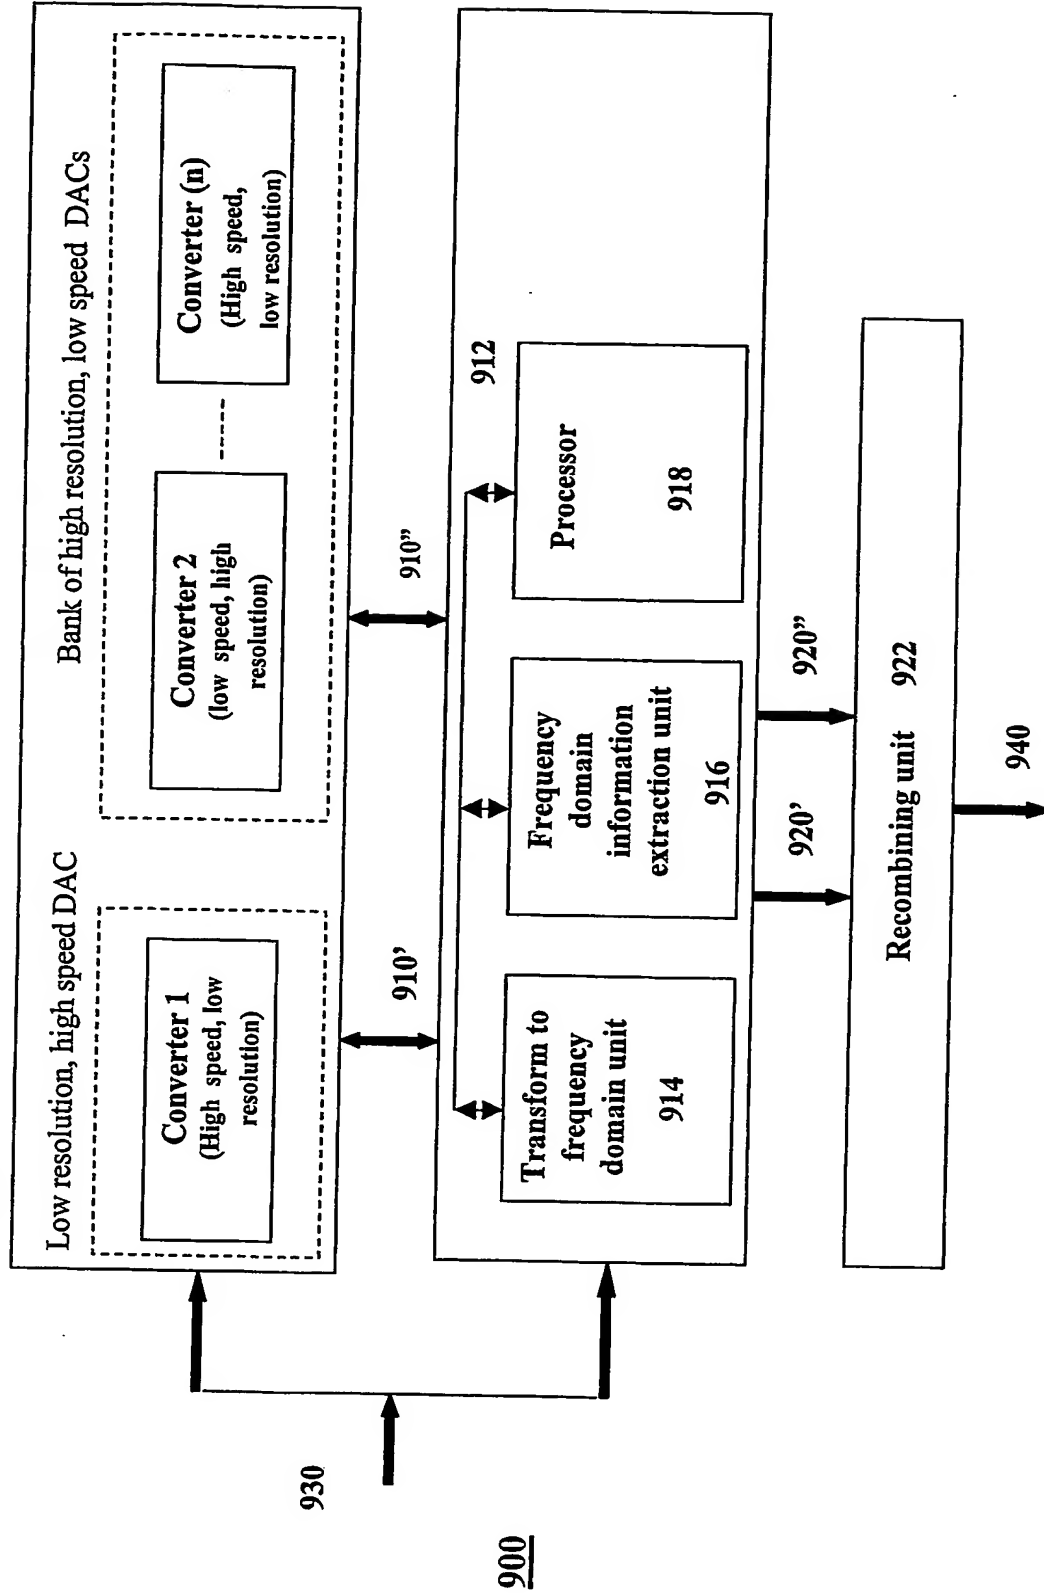 Low resolution, high speed DAC
Bank of high resolution, low speed DACs
Converter 1
(High speed, low
resolution)
Converter 2
(low speed, high
resolution)
------
Converter (n)
(High speed,
low resolution)
910’
910”
912
Transform to
frequency
domain unit
914
Frequency
domain
information
extraction unit
916
Processor
918
920’
920”
Recombining unit 922
930
940
900